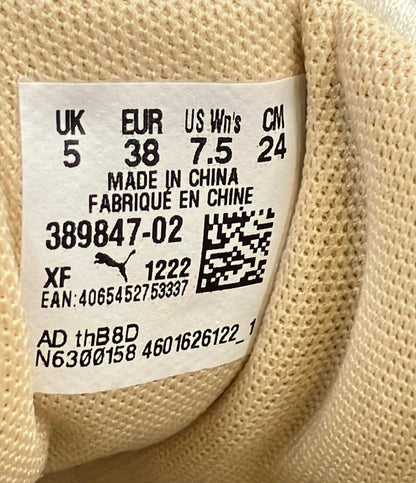 UK EUR US Wn's CM
5 38 7.5 24
MADE IN CHINA
FABRIQUÉ EN CHINE
389847-02
XF 1222
EAN:4065452753337
AD thB8D
N6300158 4601626122_1